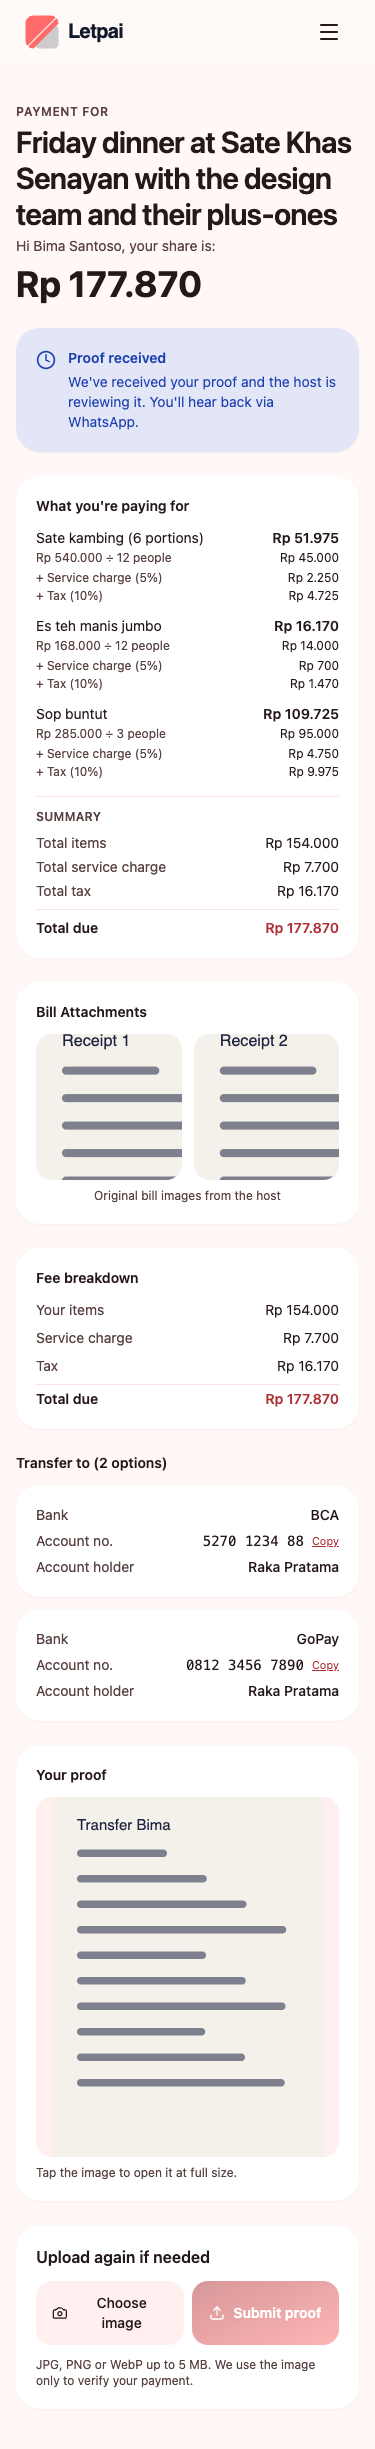 Letpai
PAYMENT FOR
Friday dinner at Sate Khas
Senayan with the design
team and their plus-ones
Hi Bima Santoso, your share is:
Rp 177.870
Proof received
We've received your proof and the host is
reviewing it. You'll hear back via
WhatsApp.
What you're paying for
Sate kambing (6 portions) Rp 51.975
Rp 540.000 ÷ 12 people Rp 45.000
+ Service charge (5%) Rp 2.250
+ Tax (10%) Rp 4.725
Es teh manis jumbo Rp 16.170
Rp 168.000 ÷ 12 people Rp 14.000
+ Service charge (5%) Rp 700
+ Tax (10%) Rp 1.470
Sop buntut Rp 109.725
Rp 285.000 ÷ 3 people Rp 95.000
+ Service charge (5%) Rp 4.750
+ Tax (10%) Rp 9.975
SUMMARY
Total items Rp 154.000
Total service charge Rp 7.700
Total tax Rp 16.170
Total due Rp 177.870
Bill Attachments
Receipt 1 Receipt 2
Original bill images from the host
Fee breakdown
Your items Rp 154.000
Service charge Rp 7.700
Tax Rp 16.170
Total due Rp 177.870
Transfer to (2 options)
Bank BCA
Account no. 5270 1234 88 Copy
Account holder Raka Pratama
Bank GoPay
Account no. 0812 3456 7890 Copy
Account holder Raka Pratama
Your proof
Transfer Bima
Tap the image to open it at full size.
Upload again if needed
Choose
image
Submit proof
JPG, PNG or WebP up to 5 MB. We use the image
only to verify your payment.